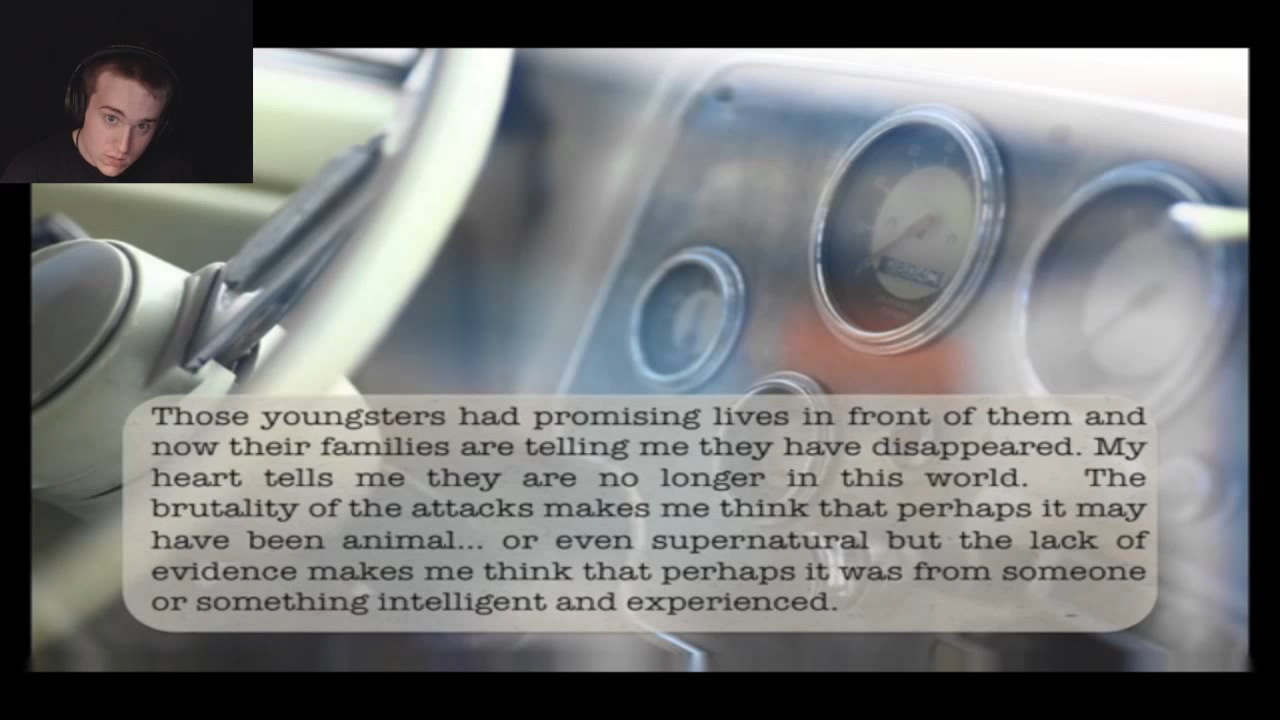 Those youngsters had promising lives in front of them and
now their families are telling me they have disappeared. My
heart tells me they are no longer in this world. The
brutality of the attacks makes me think that perhaps it may
have been animal... or even supernatural but the lack of
evidence makes me think that perhaps it was from someone
or something intelligent and experienced.